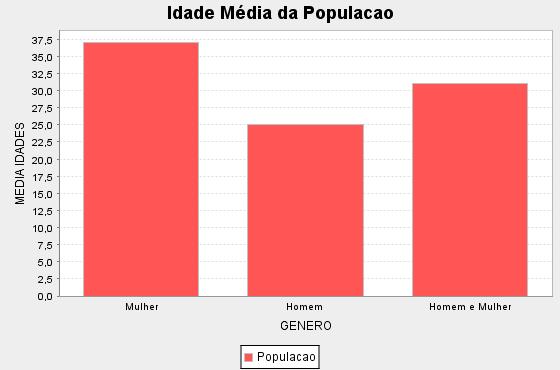 Idade Média da Populacao
MEDIA IDADES
37,5
35,0
32,5
30,0
27,5
25,0
22,5
20,0
17,5
15,0
12,5
10,0
7,5
5,0
2,5
0,0
Mulher
Homem
Homem e Mulher
GENERO
Populacao